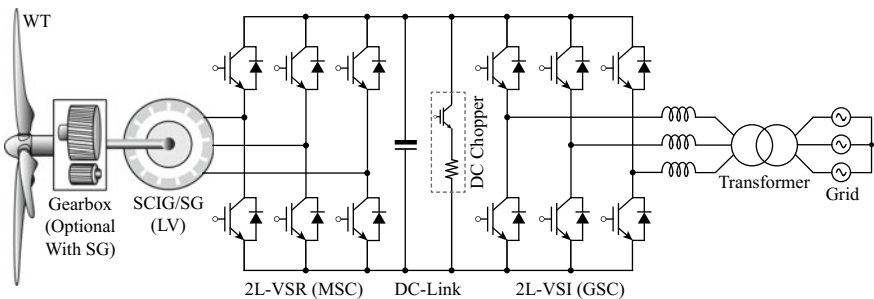 WT
DC Chopper
Transformer
Grid
Gearbox
(Optional
With SG)
SCIG/SG
(LV)
2L-VSR (MSC)
DC-Link
2L-VSI (GSC)